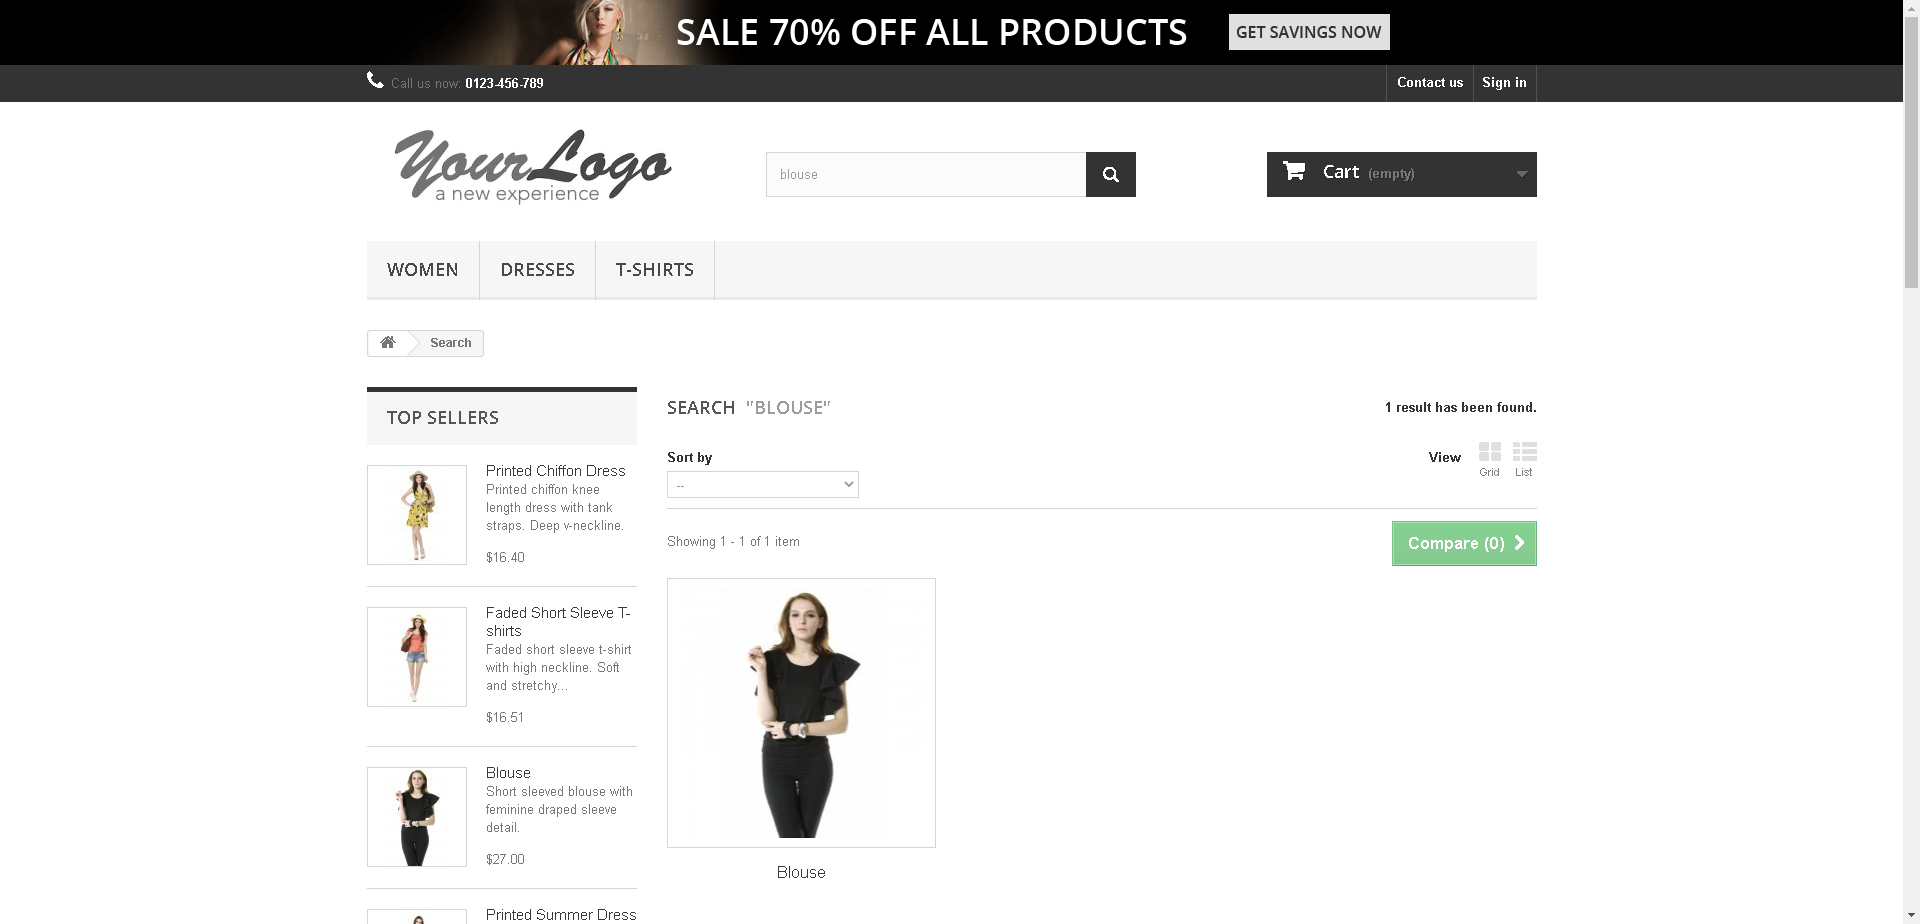 SALE 70% OFF ALL PRODUCTS
GET SAVINGS NOW
Call us now: 0123-456-789
Contact us
Sign in
YourLogo
a new experience
blouse
Cart (empty)
WOMEN
DRESSES
T-SHIRTS
Search
TOP SELLERS
Printed Chiffon Dress
Printed chiffon knee
length dress with tank
straps. Deep v-neckline.
$16.40
Faded Short Sleeve T-
shirts
Faded short sleeve t-shirt
with high neckline. Soft
and stretchy...
$16.51
Blouse
Short sleeved blouse with
feminine draped sleeve
detail.
$27.00
Printed Summer Dress
SEARCH "BLOUSE"
1 result has been found.
Sort by
--
View
Grid
List
Showing 1 - 1 of 1 item
Compare (0)
Blouse